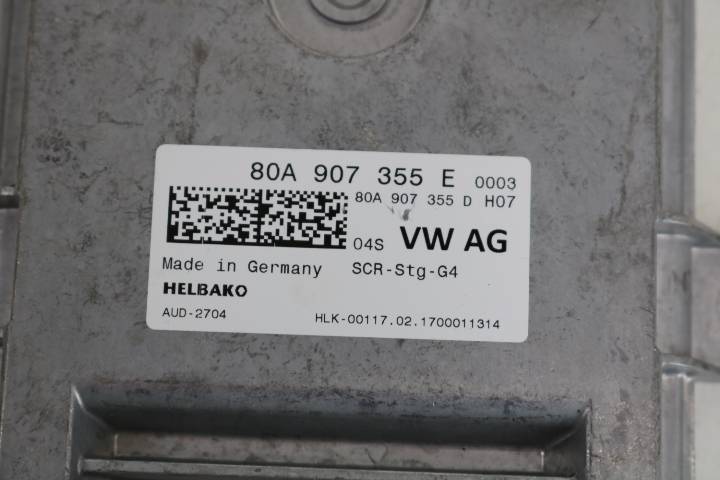 80A 907 355 E 0003
80A 907 355 D H07
04S VW AG
Made in Germany SCR-Stg-G4
HELBAKO
AUD-2704 HLK-00117.02.1700011314